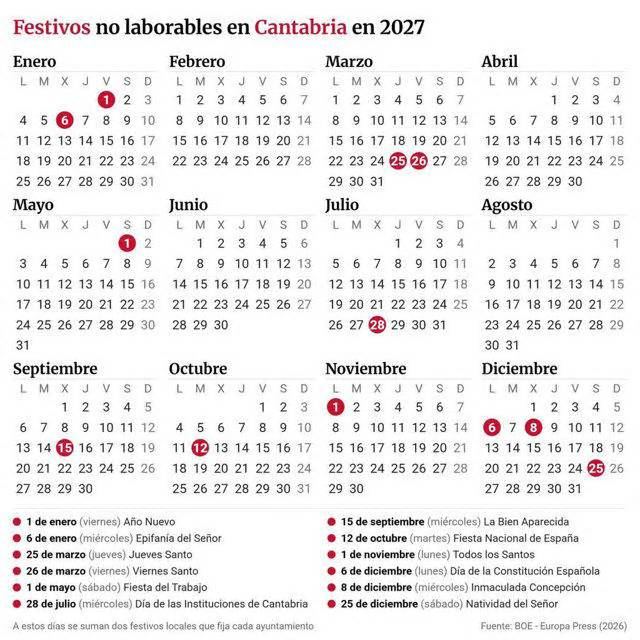 Festivos no laborables en Cantabria en 2027
Enero
L M X J V S D
1 2 3
4 5 6 7 8 9 10
11 12 13 14 15 16 17
18 19 20 21 22 23 24
25 26 27 28 29 30 31
Febrero
L M X J V S D
1 2 3 4 5 6 7
8 9 10 11 12 13 14
15 16 17 18 19 20 21
22 23 24 25 26 27 28
Marzo
L M X J V S D
1 2 3 4 5 6 7
8 9 10 11 12 13 14
15 16 17 18 19 20 21
22 23 24 25 26 27 28
29 30 31
Abril
L M X J V S D
1 2 3 4
5 6 7 8 9 10 11
12 13 14 15 16 17 18
19 20 21 22 23 24 25
26 27 28 29 30
Mayo
L M X J V S D
1 2
3 4 5 6 7 8 9
10 11 12 13 14 15 16
17 18 19 20 21 22 23
24 25 26 27 28 29 30
31
Junio
L M X J V S D
1 2 3 4 5 6
7 8 9 10 11 12 13
14 15 16 17 18 19 20
21 22 23 24 25 26 27
28 29 30
Julio
L M X J V S D
1 2 3 4
5 6 7 8 9 10 11
12 13 14 15 16 17 18
19 20 21 22 23 24 25
26 27 28 29 30 31
Agosto
L M X J V S D
1
2 3 4 5 6 7 8
9 10 11 12 13 14 15
16 17 18 19 20 21 22
23 24 25 26 27 28 29
30 31
Septiembre
L M X J V S D
1 2 3 4 5
6 7 8 9 10 11 12
13 14 15 16 17 18 19
20 21 22 23 24 25 26
27 28 29 30
Octubre
L M X J V S D
1 2 3
4 5 6 7 8 9 10
11 12 13 14 15 16 17
18 19 20 21 22 23 24
25 26 27 28 29 30 31
Noviembre
L M X J V S D
1 2 3 4 5 6 7
8 9 10 11 12 13 14
15 16 17 18 19 20 21
22 23 24 25 26 27 28
29 30
Diciembre
L M X J V S D
1 2 3 4 5
6 7 8 9 10 11 12
13 14 15 16 17 18 19
20 21 22 23 24 25 26
27 28 29 30 31
1 de enero (viernes) Año Nuevo
6 de enero (miércoles) Epifanía del Señor
25 de marzo (jueves) Jueves Santo
26 de marzo (viernes) Viernes Santo
1 de mayo (sábado) Fiesta del Trabajo
28 de julio (miércoles) Día de las Instituciones de Cantabria
15 de septiembre (miércoles) La Bien Aparecida
12 de octubre (martes) Fiesta Nacional de España
1 de noviembre (lunes) Todos los Santos
6 de diciembre (lunes) Día de la Constitución Española
8 de diciembre (miércoles) Inmaculada Concepción
25 de diciembre (sábado) Natividad del Señor
A estos días se suman dos festivos locales que fija cada ayuntamiento
Fuente: BOE - Europa Press (2026)